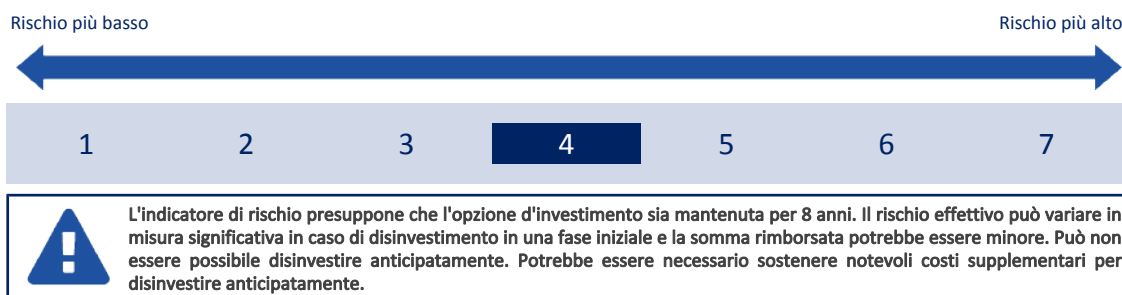 Rischio più basso Rischio più alto
1 2 3 4 5 6 7
L'indicatore di rischio presuppone che l'opzione d'investimento sia mantenuta per 8 anni. Il rischio effettivo può variare in
misura significativa in caso di disinvestimento in una fase iniziale e la somma rimborsata potrebbe essere minore. Può non
essere possibile disinvestire anticipatamente. Potrebbe essere necessario sostenere notevoli costi supplementari per
disinvestire anticipatamente.